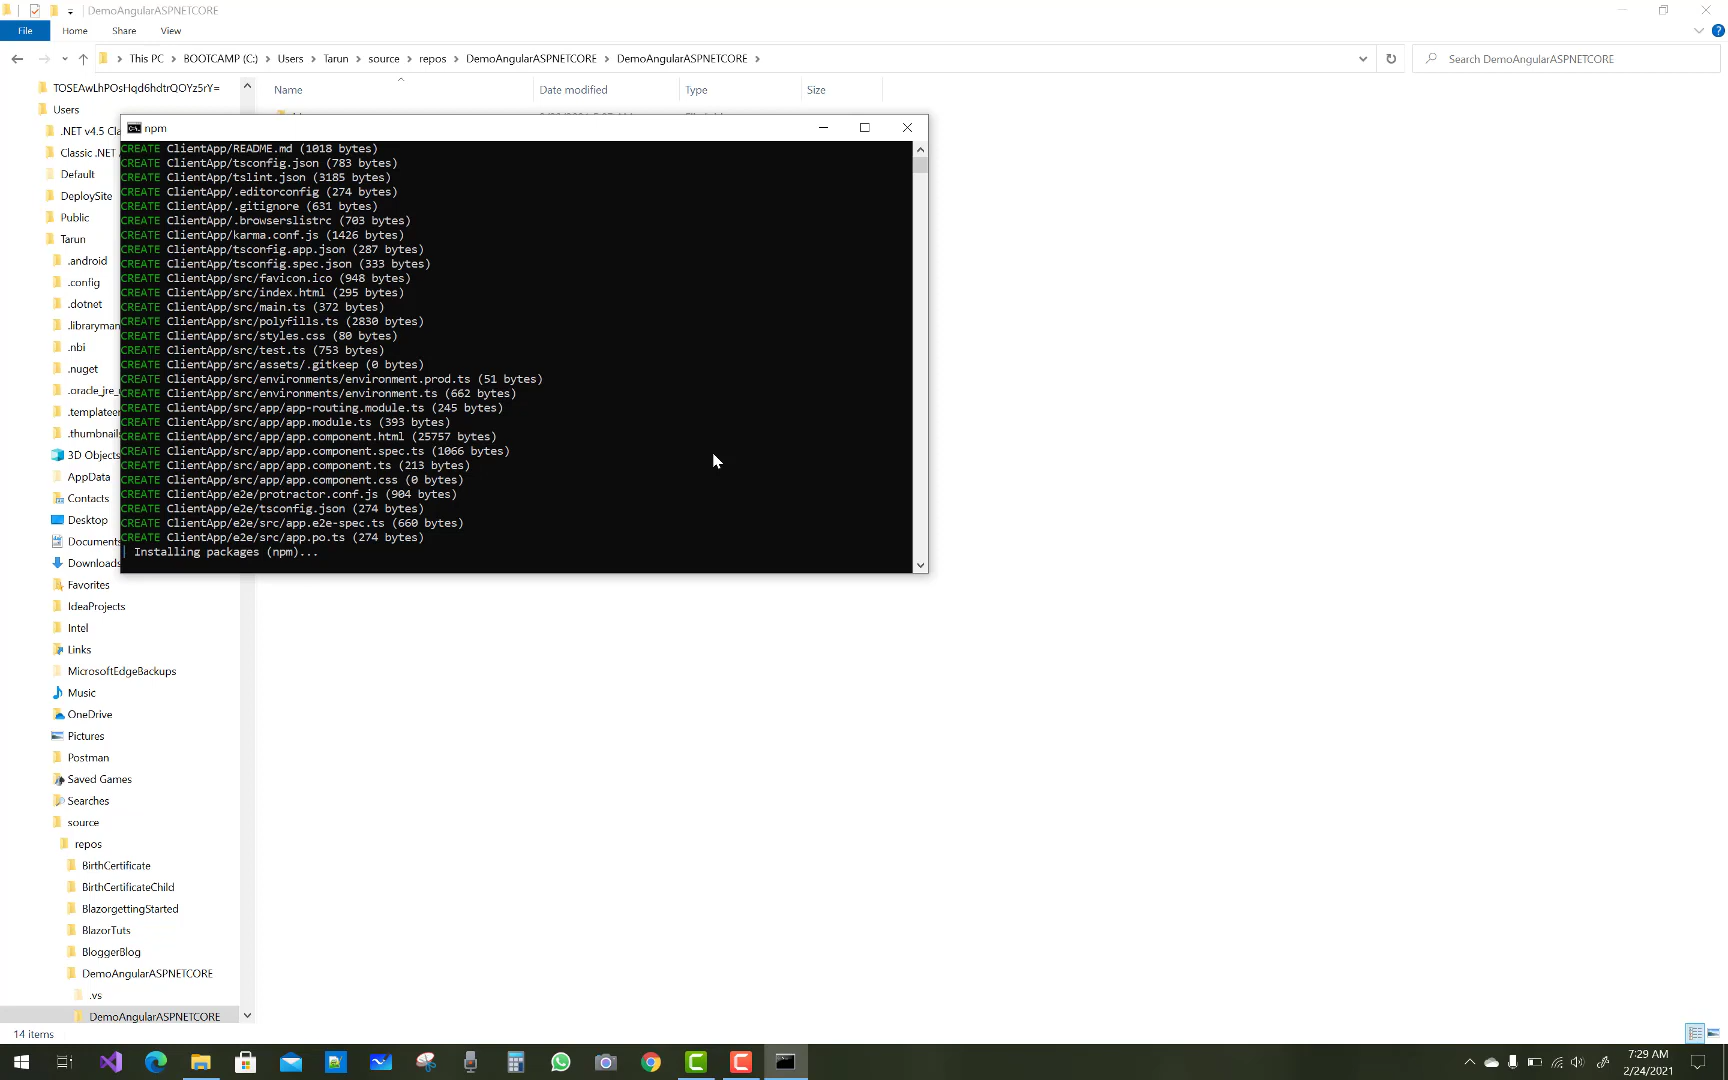 DemoAngularASPNETCORE
File
Home
Share
View
This PC > BOOTCAMP (C:) > Users > Tarun > source > repos > DemoAngularASPNETCORE > DemoAngularASPNETCORE >
Search DemoAngularASPNETCORE
Name
Date modified
Type
Size
TOSEAwLhPOsHqd6hdtrQOYz5rY=
Users
.NET v4.5 Cla
Classic .NET
Default
DeploySite
Public
Tarun
.android
.config
.dotnet
.libraryman
.nbi
.nuget
.oracle_jre_
.templateen
.thumbnails
3D Objects
AppData
Contacts
Desktop
Documents
Downloads
Favorites
IdeaProjects
Intel
Links
MicrosoftEdgeBackups
Music
OneDrive
Pictures
Postman
Saved Games
Searches
source
repos
BirthCertificate
BirthCertificateChild
BlazorgettingStarted
BlazorTuts
BloggerBlog
DemoAngularASPNETCORE
.vs
DemoAngularASPNETCORE
npm
CREATE ClientApp/README.md (1018 bytes)
CREATE ClientApp/tsconfig.json (783 bytes)
CREATE ClientApp/tslint.json (3185 bytes)
CREATE ClientApp/.editorconfig (274 bytes)
CREATE ClientApp/.gitignore (631 bytes)
CREATE ClientApp/.browserslistrc (703 bytes)
CREATE ClientApp/karma.conf.js (1426 bytes)
CREATE ClientApp/tsconfig.app.json (287 bytes)
CREATE ClientApp/tsconfig.spec.json (333 bytes)
CREATE ClientApp/src/favicon.ico (948 bytes)
CREATE ClientApp/src/index.html (295 bytes)
CREATE ClientApp/src/main.ts (372 bytes)
CREATE ClientApp/src/polyfills.ts (2830 bytes)
CREATE ClientApp/src/styles.css (80 bytes)
CREATE ClientApp/src/test.ts (753 bytes)
CREATE ClientApp/src/assets/.gitkeep (0 bytes)
CREATE ClientApp/src/environments/environment.prod.ts (51 bytes)
CREATE ClientApp/src/environments/environment.ts (662 bytes)
CREATE ClientApp/src/app/app-routing.module.ts (245 bytes)
CREATE ClientApp/src/app/app.module.ts (393 bytes)
CREATE ClientApp/src/app/app.component.html (25757 bytes)
CREATE ClientApp/src/app/app.component.spec.ts (1066 bytes)
CREATE ClientApp/src/app/app.component.ts (213 bytes)
CREATE ClientApp/src/app/app.component.css (0 bytes)
CREATE ClientApp/e2e/protractor.conf.js (904 bytes)
CREATE ClientApp/e2e/tsconfig.json (274 bytes)
CREATE ClientApp/e2e/src/app.e2e-spec.ts (660 bytes)
CREATE ClientApp/e2e/src/app.po.ts (274 bytes)
| Installing packages (npm)...
14 items
7:29 AM
2/24/2021